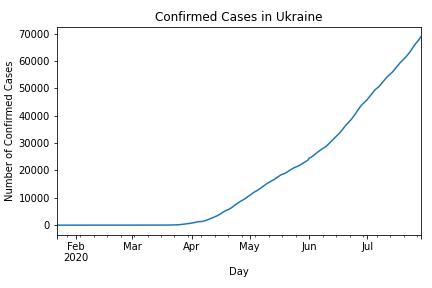 Confirmed Cases in Ukraine
70000
60000
50000
40000
30000
20000
10000
0
Number of Confirmed Cases
Feb Mar Apr May Jun Jul
2020
Day